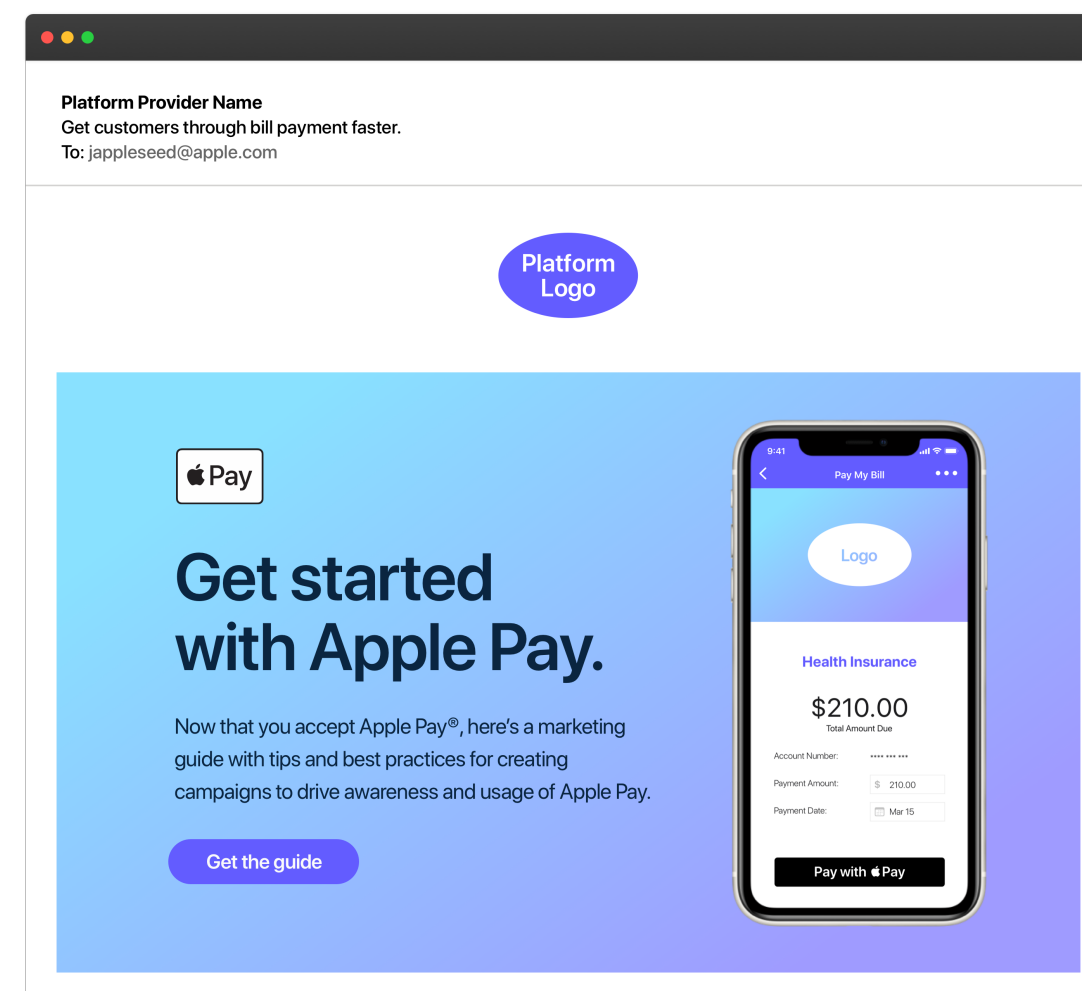 Platform Provider Name
Get customers through bill payment faster.
To: jappleseed@apple.com
Platform
Logo
Pay
Get started
with Apple Pay.
Now that you accept Apple Pay®, here's a marketing
guide with tips and best practices for creating
campaigns to drive awareness and usage of Apple Pay.
Get the guide
9:41
Pay My Bill
Logo
Health Insurance
$210.00
Total Amount Due
Account Number: •••• ••• •••
Payment Amount: $ 210.00
Payment Date: Mar 15
Pay with Pay